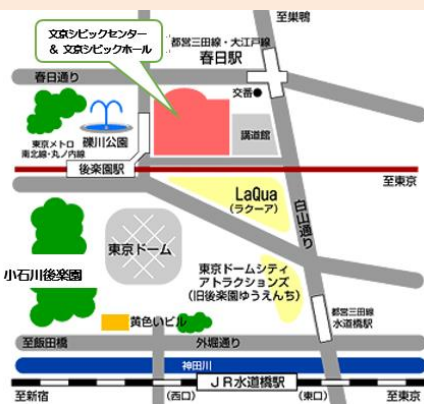 文京シビックセンター
& 文京シビックホール
至巣鴨
都営三田線・大江戸線
春日駅
春日通り
交番
講道館
礫川公園
東京メトロ
南北線・丸ノ内線
後楽園駅
至東京
LaQua
(ラクーア)
白山通り
東京ドーム
小石川後楽園
東京ドームシティ
アトラクションズ
(旧後楽園ゆうえんち)
都営三田線
水道橋駅
黄色いビル
至飯田橋
外堀通り
神田川
JR水道橋駅
至新宿
(西口)
(東口)
至東京